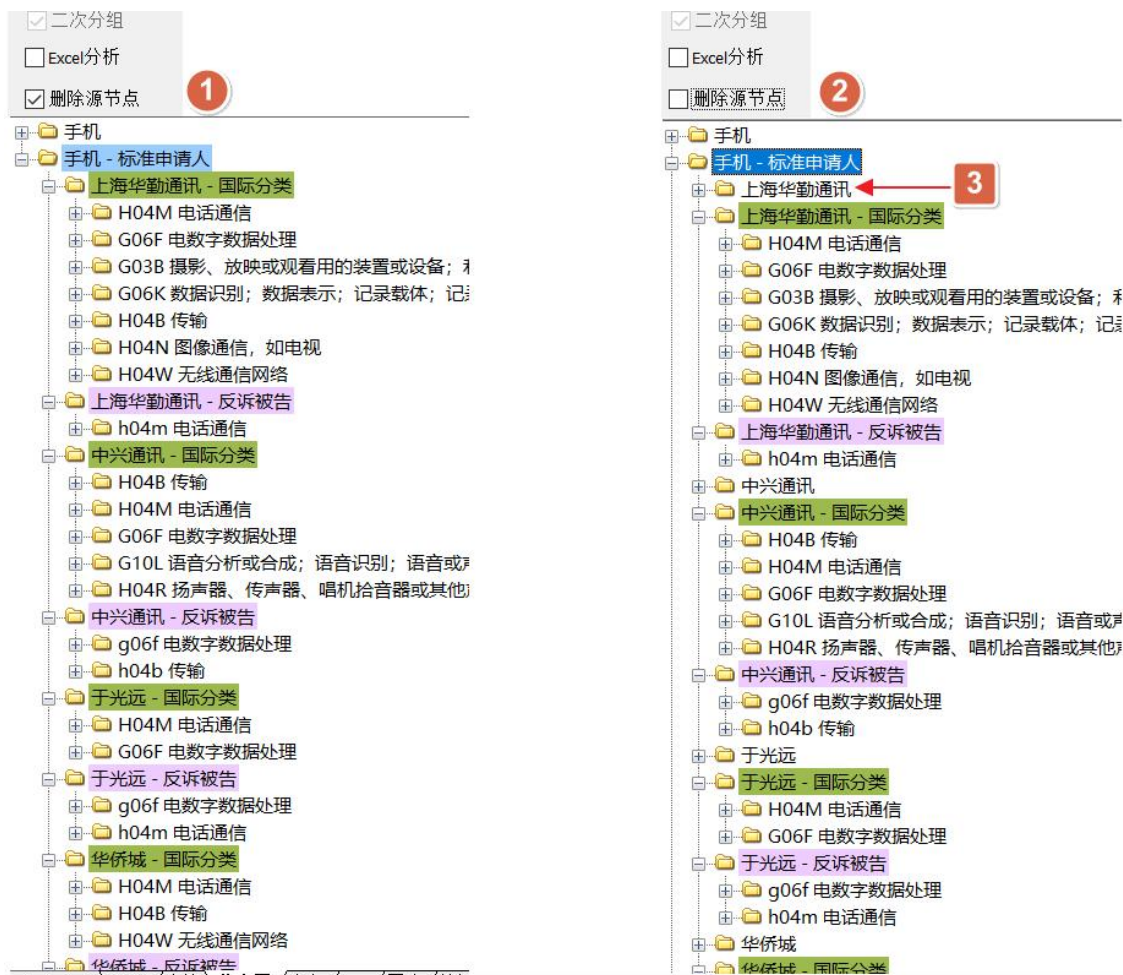 二次分组
Excel分析
删除源节点
1
手机
手机 - 标准申请人
上海华勤通讯 - 国际分类
H04M 电话通信
G06F 电数字数据处理
G03B 摄影、放映或观看用的装置或设备；
G06K 数据识别；数据表示；记录载体；
H04B 传输
H04N 图像通信，如电视
H04W 无线通信网络
上海华勤通讯 - 反诉被告
h04m 电话通信
中兴通讯 - 国际分类
H04B 传输
H04M 电话通信
G06F 电数字数据处理
G10L 语音分析或合成；语音识别；语音或
H04R 扬声器、传声器、唱机拾音器或其他
中兴通讯 - 反诉被告
g06f 电数字数据处理
h04b 传输
于光远 - 国际分类
H04M 电话通信
G06F 电数字数据处理
于光远 - 反诉被告
g06f 电数字数据处理
h04m 电话通信
华侨城 - 国际分类
H04M 电话通信
H04B 传输
H04W 无线通信网络
华侨城 - 反诉被告
二次分组
Excel分析
删除源节点
2
手机
手机 - 标准申请人
上海华勤通讯
3
上海华勤通讯 - 国际分类
H04M 电话通信
G06F 电数字数据处理
G03B 摄影、放映或观看用的装置或设备；
G06K 数据识别；数据表示；记录载体；
H04B 传输
H04N 图像通信，如电视
H04W 无线通信网络
上海华勤通讯 - 反诉被告
h04m 电话通信
中兴通讯
中兴通讯 - 国际分类
H04B 传输
H04M 电话通信
G06F 电数字数据处理
G10L 语音分析或合成；语音识别；语音或
H04R 扬声器、传声器、唱机拾音器或其他
中兴通讯 - 反诉被告
g06f 电数字数据处理
h04b 传输
于光远
于光远 - 国际分类
H04M 电话通信
G06F 电数字数据处理
于光远 - 反诉被告
g06f 电数字数据处理
h04m 电话通信
华侨城
华侨城 - 国际分类